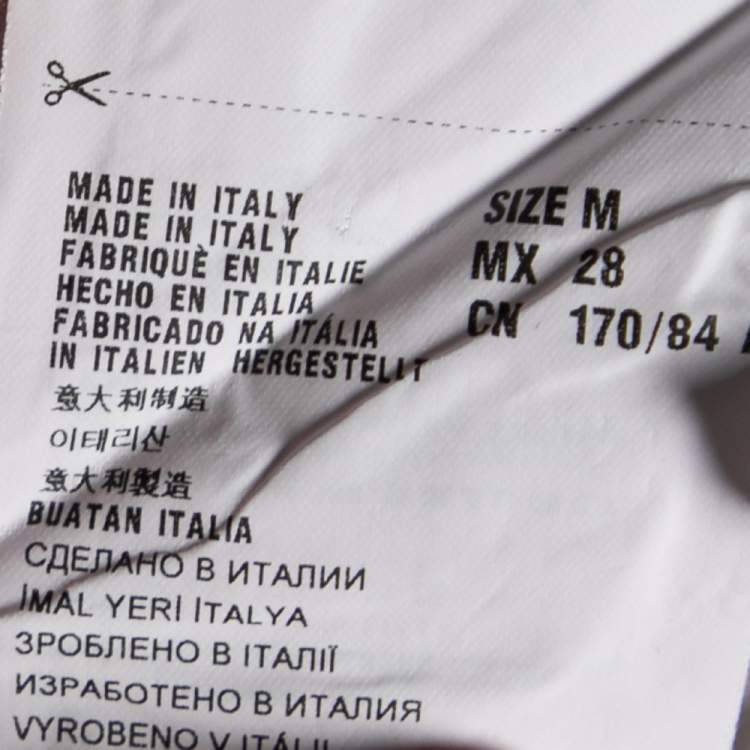 MADE IN ITALY
MADE IN ITALY
FABRIQUÈ EN ITALIE
HECHO EN ITALIA
FABRICADO NA ITÁLIA
IN ITALIEN HERGESTELLT
意大利制造
이태리산
意大利製造
BUATAN ITALIA
СДЕЛАНО В ИТАЛИИ
İMAL YERİ İTALYA
ЗРОБЛЕНО В ІТАЛІЇ
ИЗРАБОТЕНО В ИТАЛИЯ
VYROBENO V ITÁLII
SIZE M
MX 28
CN 170/84